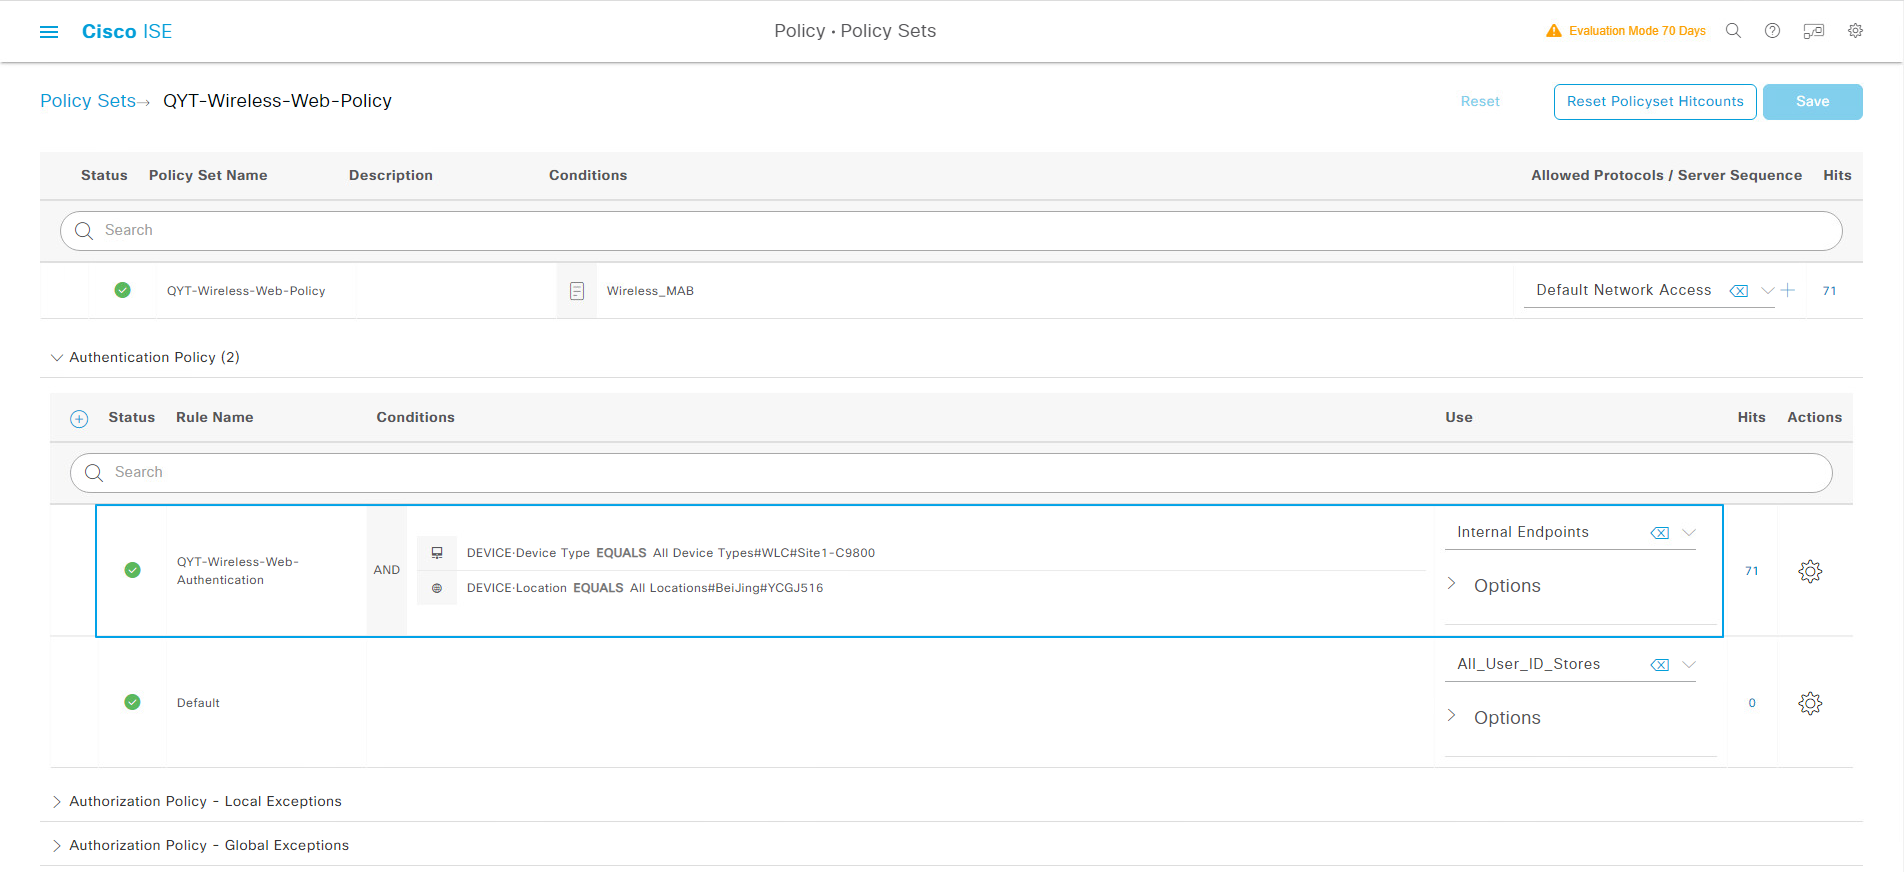 Cisco ISE
Policy · Policy Sets
Evaluation Mode 70 Days
Policy Sets→ QYT-Wireless-Web-Policy
Reset
Reset Policyset Hitcounts
Save
Status Policy Set Name Description Conditions Allowed Protocols / Server Sequence Hits
Search
QYT-Wireless-Web-Policy Wireless_MAB Default Network Access 71
Authentication Policy (2)
Status Rule Name Conditions Use Hits Actions
Search
QYT-Wireless-Web-
Authentication
AND
DEVICE·Device Type EQUALS All Device Types#WLC#Site1-C9800
DEVICE·Location EQUALS All Locations#BeiJing#YCGJ516
Internal Endpoints
Options
71
Default
All_User_ID_Stores
Options
0
Authorization Policy - Local Exceptions
Authorization Policy - Global Exceptions